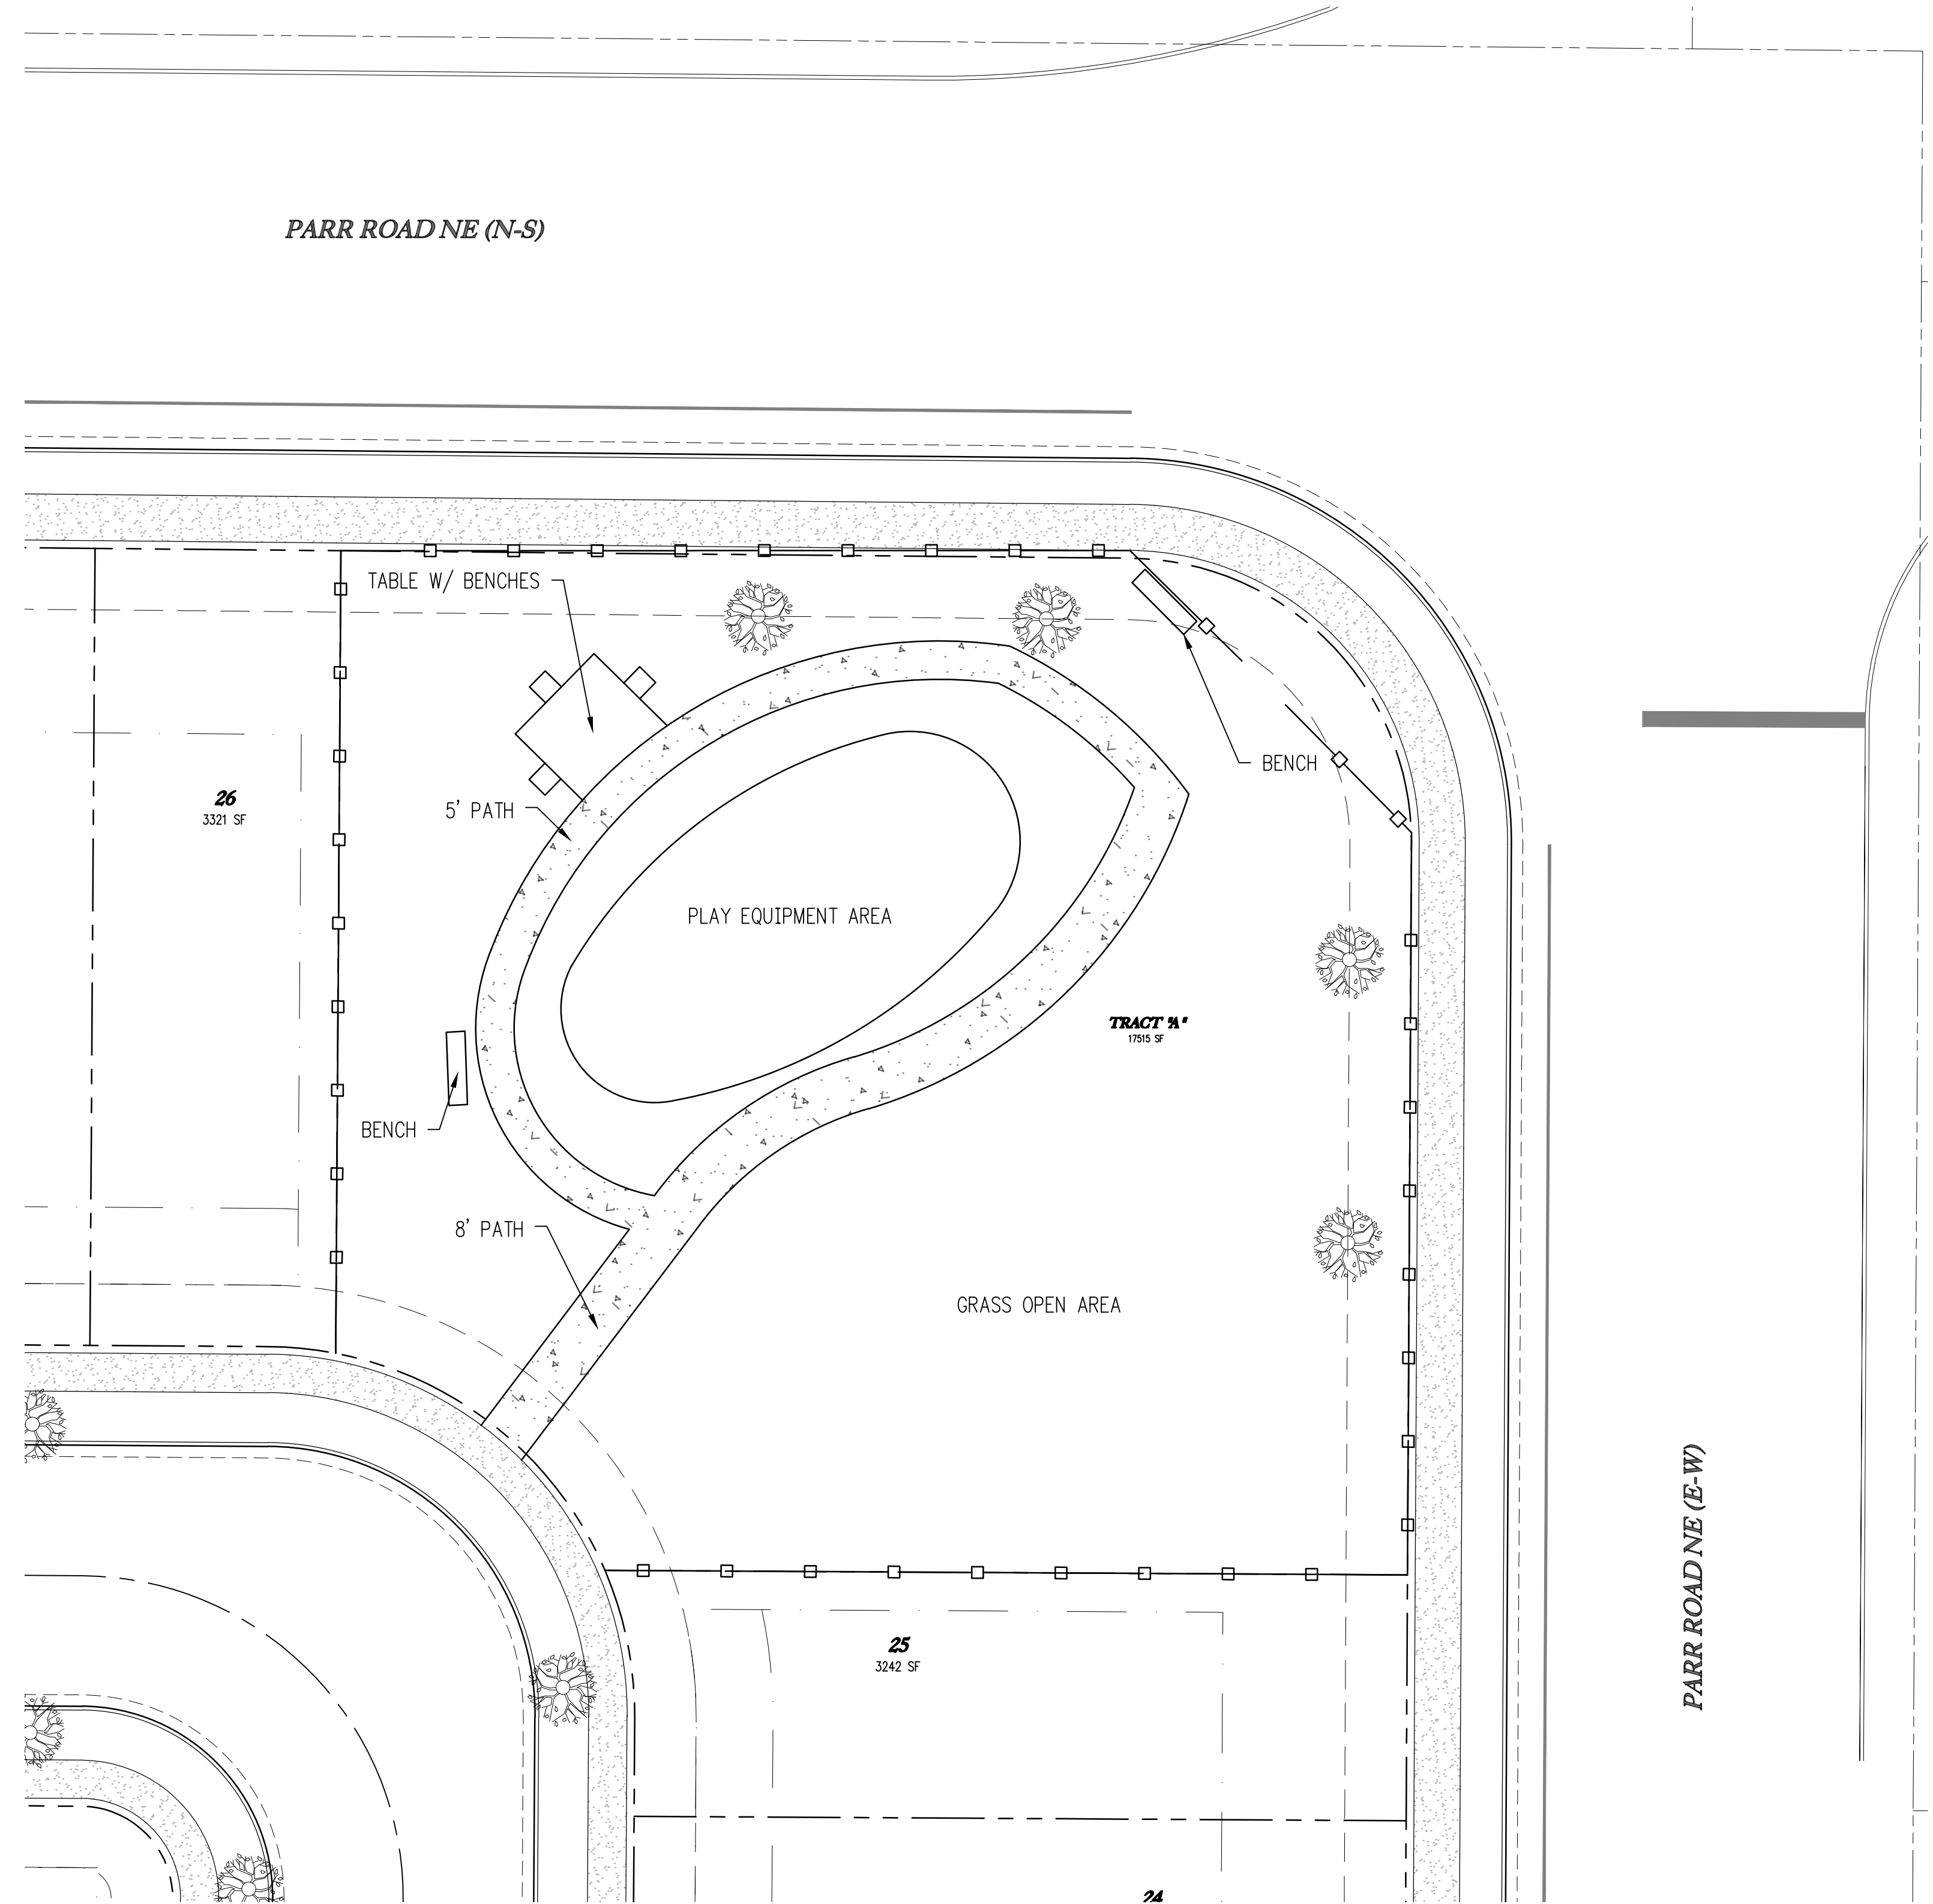 PARR ROAD NE (N-S)
TABLE W/ BENCHES
BENCH
26
3321 SF
5' PATH
PLAY EQUIPMENT AREA
TRACT "A"
17515 SF
BENCH
8' PATH
GRASS OPEN AREA
PARR ROAD NE (E-W)
25
3242 SF
24